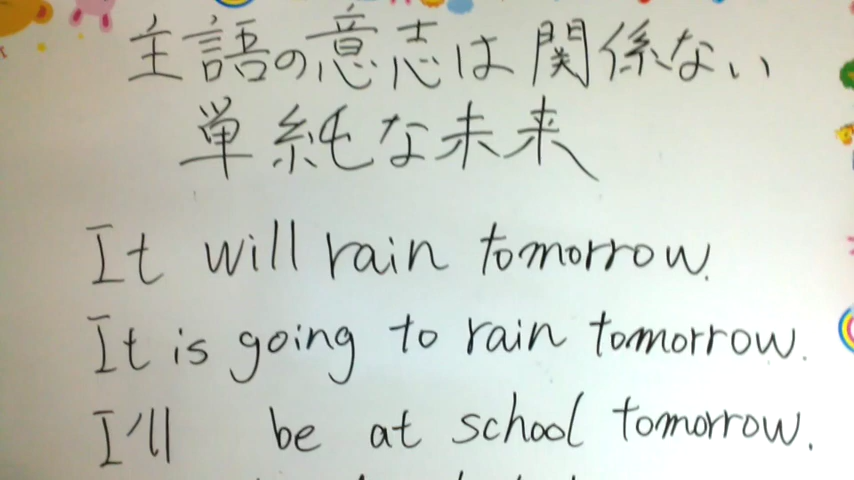 主語の意志は関係ない
単純な未来
It will rain tomorrow.
It is going to rain tomorrow.
I'll be at school tomorrow.